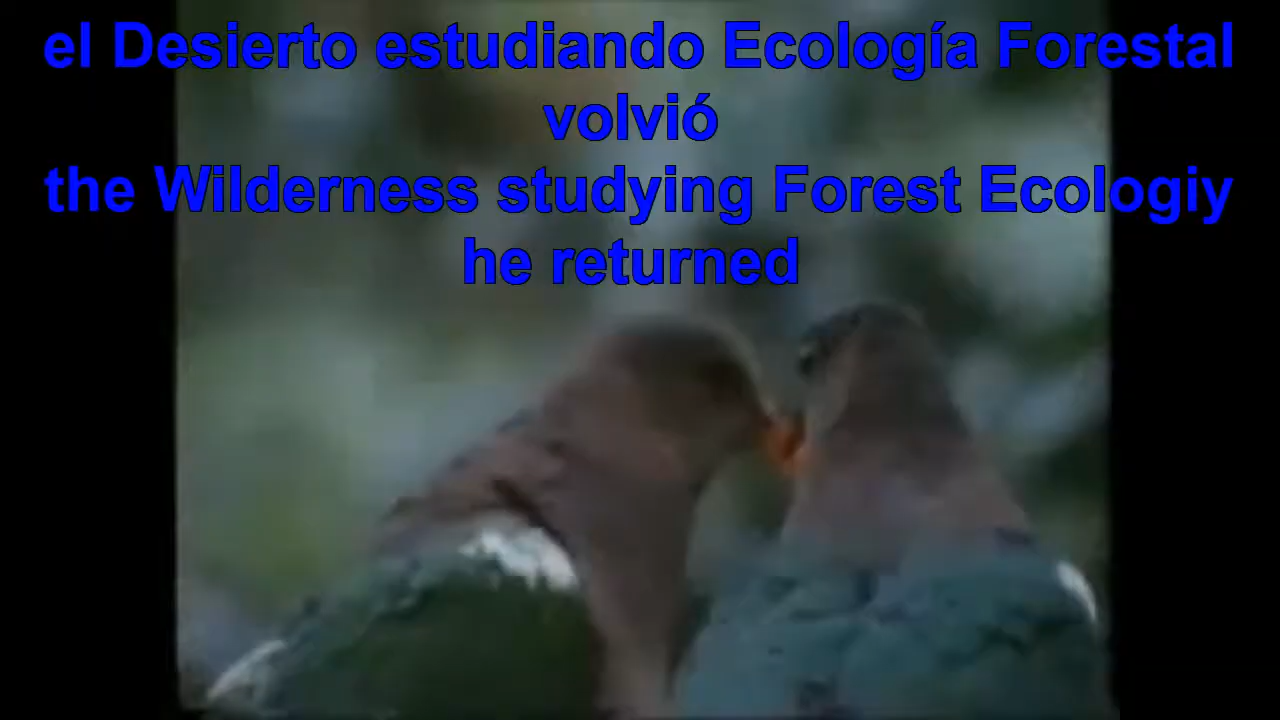 el Desierto estudiando Ecología Forestal
volvió
the Wilderness studying Forest Ecologiy
he returned